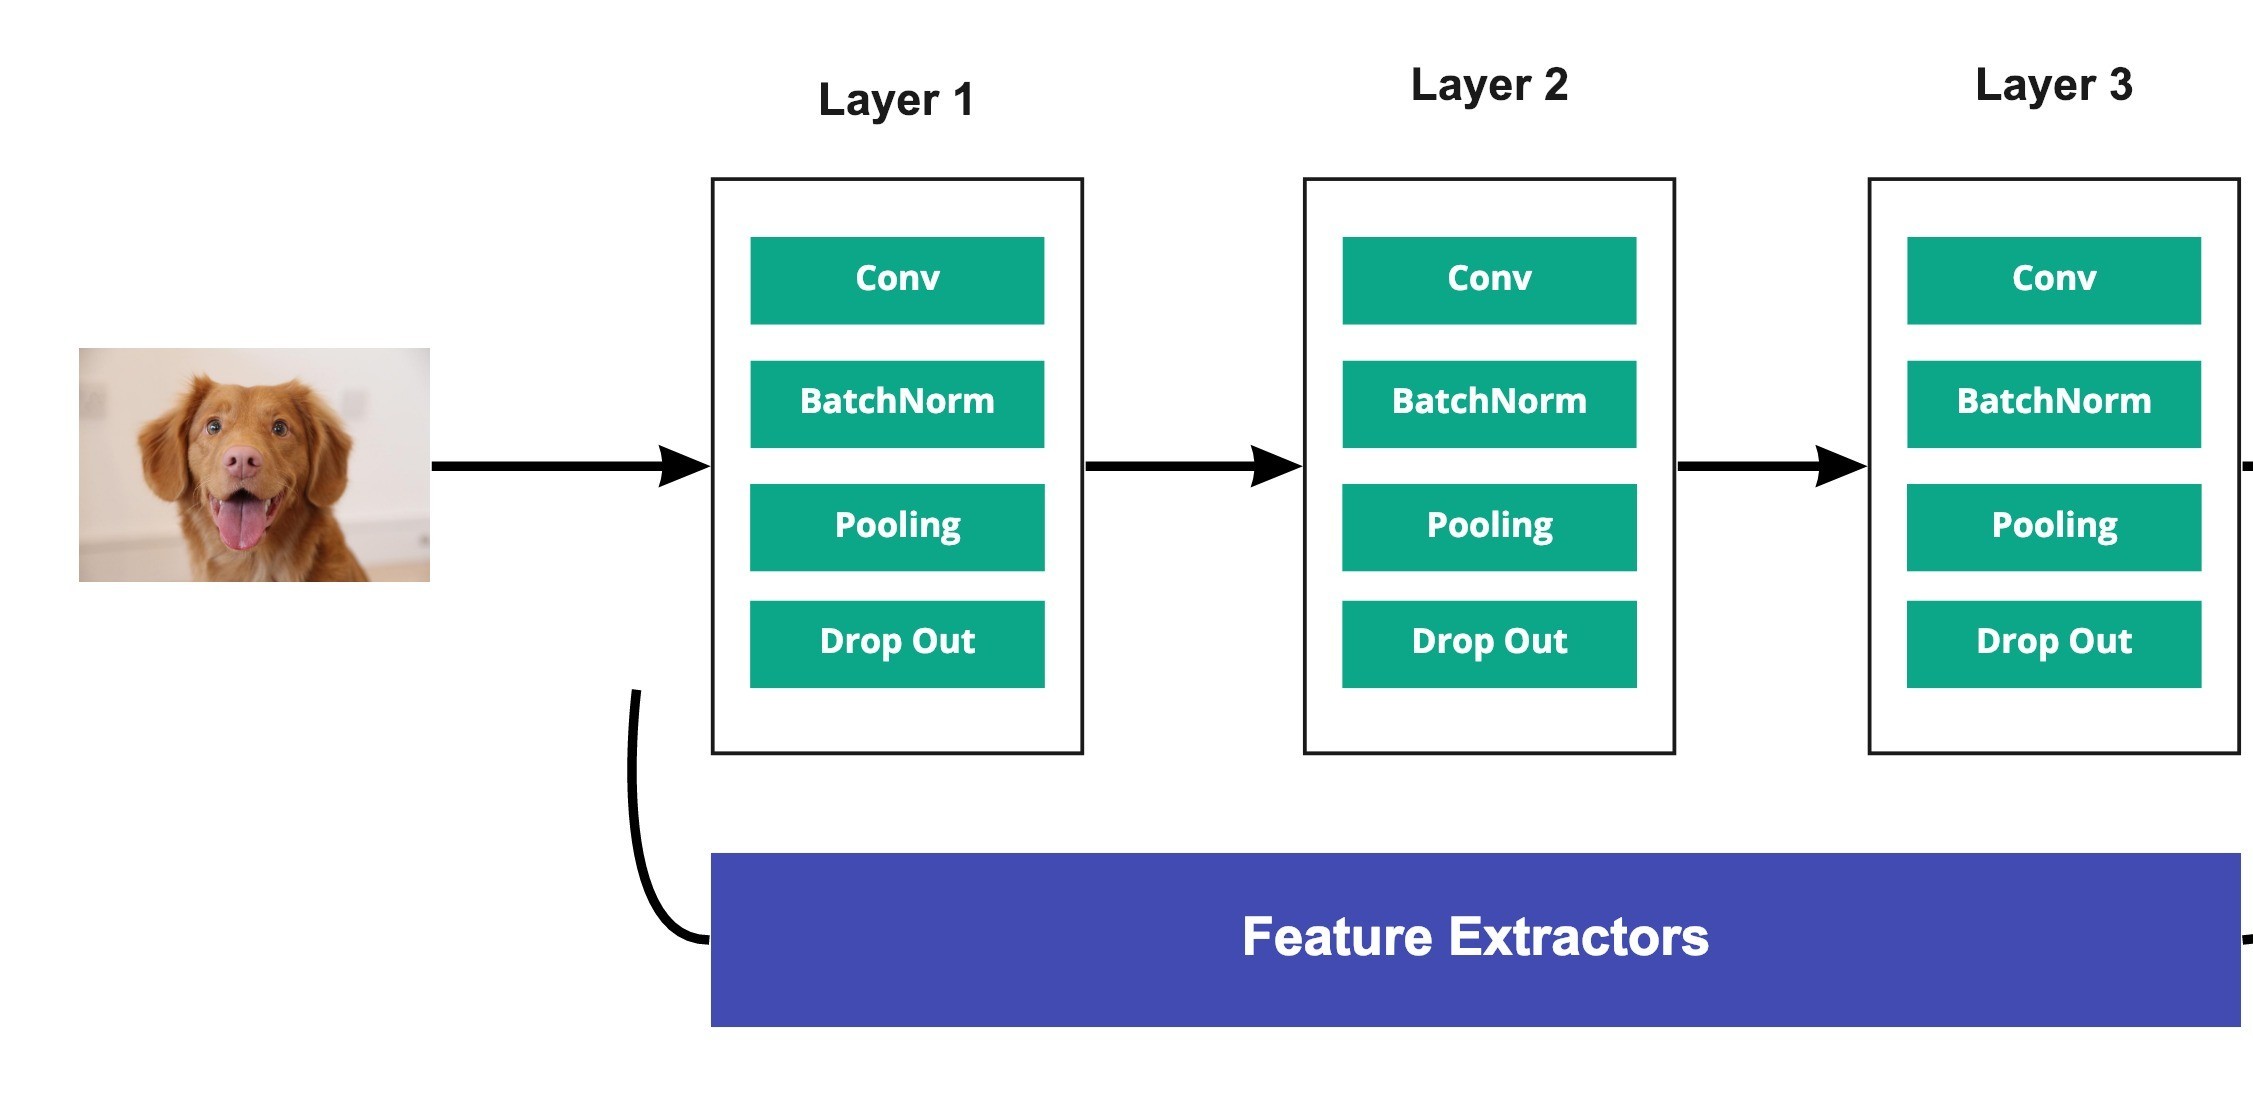 Layer 1
Layer 2
Layer 3
Conv
BatchNorm
Pooling
Drop Out
Conv
BatchNorm
Pooling
Drop Out
Conv
BatchNorm
Pooling
Drop Out
Feature Extractors